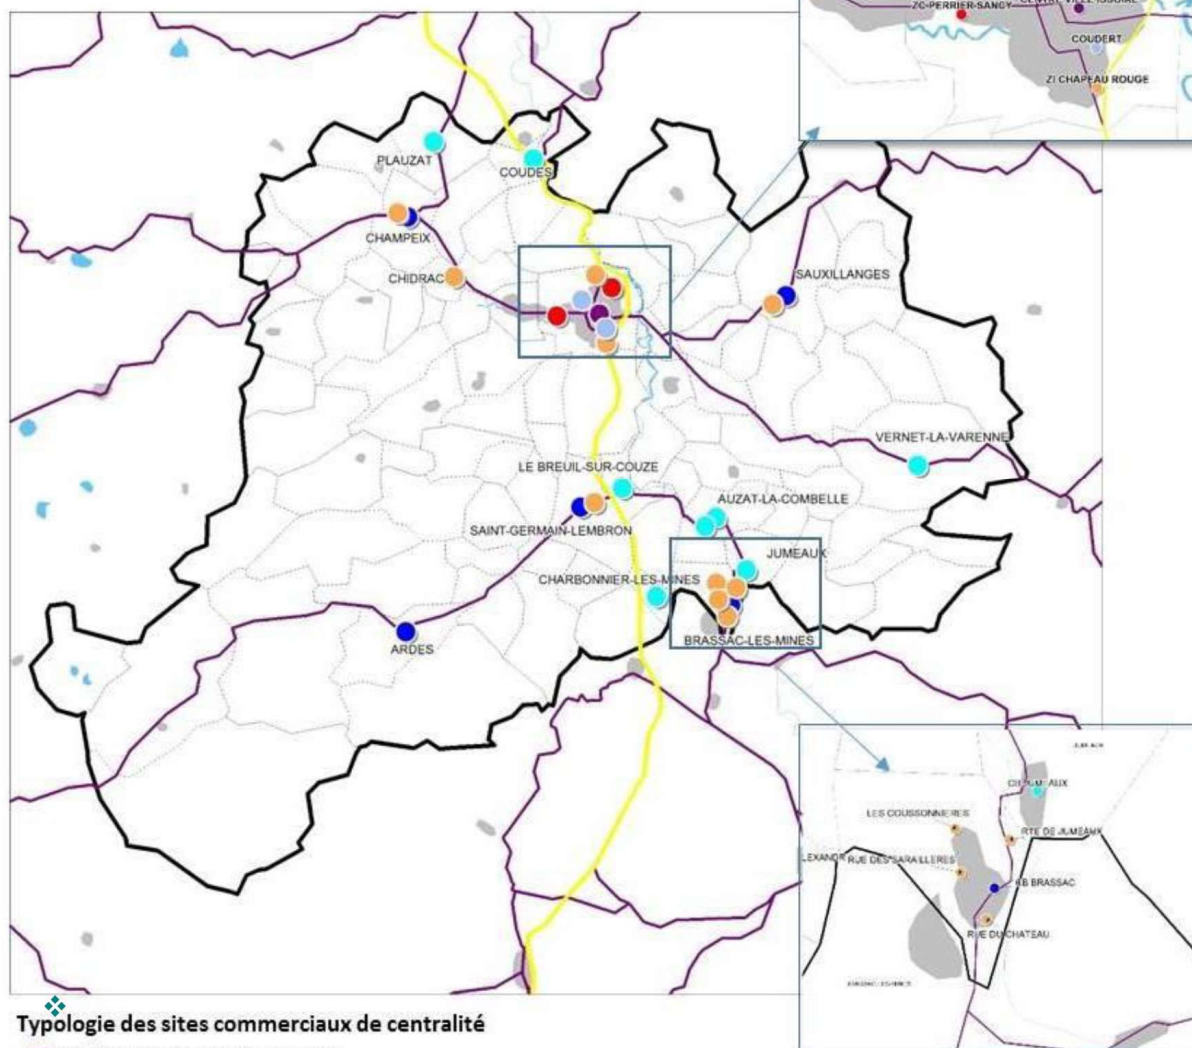 ZC-PERRIER-SANCY
COUDERT
ZI CHAPEAU ROUGE
PLAUZAT
COUDES
CHAMPEIX
CHIDRAC
SAUXILLANGES
VERNET-LA-VARENNE
LE BREUIL-SUR-COUZE
AUZAT-LA-COMBELLE
SAINT-GERMAIN-LEMBRON
JUMEAUX
CHARBONNIER-LES-MINES
BRASSAC-LES-MINES
ARDES
LES COUSSONNIERES
RTE DE JUMEAUX
RUE DES SARAILLERES
BRASSAC
RUE DU CHATEAU
Typologie des sites commerciaux de centralité